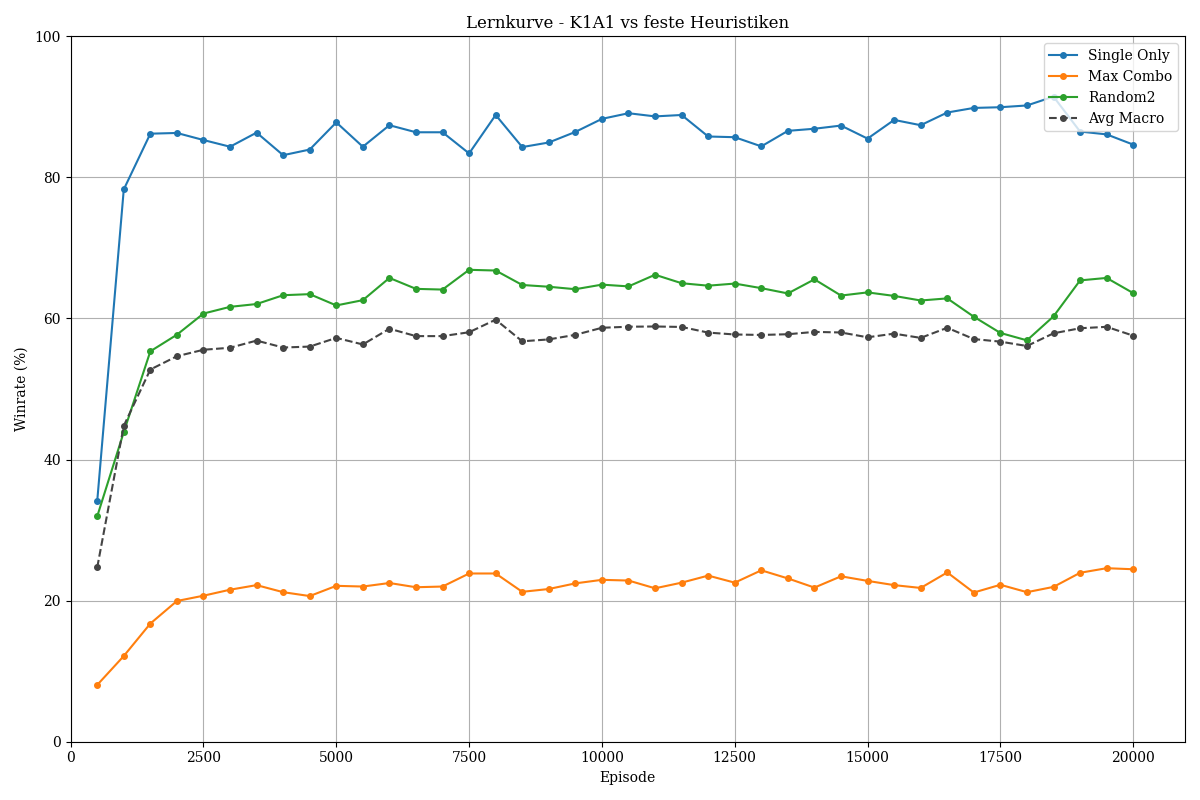 Lernkurve - K1A1 vs feste Heuristiken
100
80
60
40
20
0
Winrate (%)
Single Only
Max Combo
Random2
Avg Macro
0 2500 5000 7500 10000 12500 15000 17500 20000
Episode